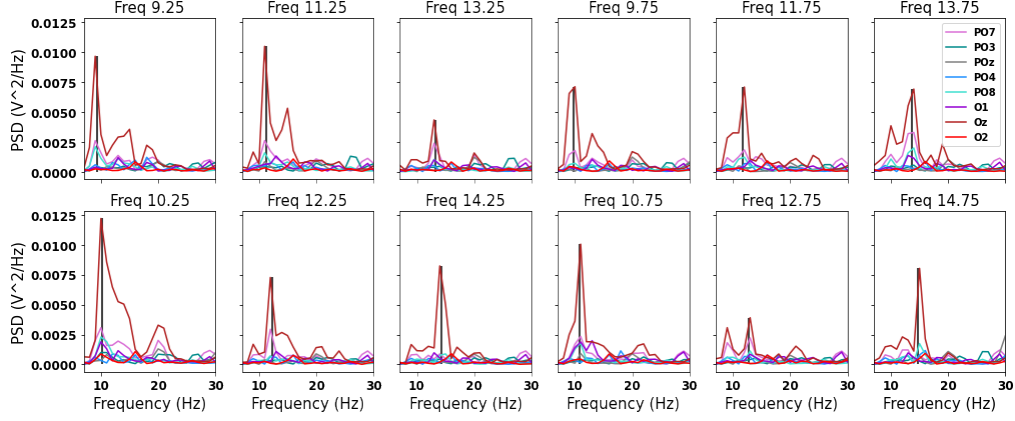 Freq 9.25
Freq 11.25
Freq 13.25
Freq 9.75
Freq 11.75
Freq 13.75
PSD (V^2/Hz)
0.0125
0.0100
0.0075
0.0050
0.0025
0.0000
PO7
PO3
POz
PO4
PO8
O1
Oz
O2
Freq 10.25
Freq 12.25
Freq 14.25
Freq 10.75
Freq 12.75
Freq 14.75
PSD (V^2/Hz)
0.0125
0.0100
0.0075
0.0050
0.0025
0.0000
10 20 30
10 20 30
10 20 30
10 20 30
10 20 30
10 20 30
Frequency (Hz)
Frequency (Hz)
Frequency (Hz)
Frequency (Hz)
Frequency (Hz)
Frequency (Hz)